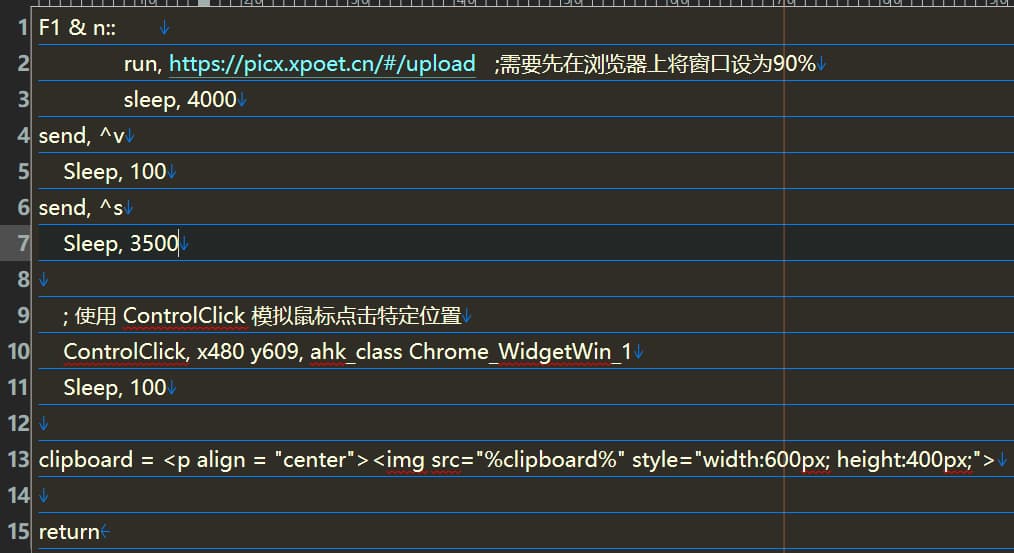 1 F1 & n::
2 run, https://picx.xpoet.cn/#/upload ;需要先在浏览器上将窗口设为90%
3 sleep, 4000
4 send, ^v
5 Sleep, 100
6 send, ^s
7 Sleep, 3500
8
9 ; 使用 ControlClick 模拟鼠标点击特定位置
10 ControlClick, x480 y609, ahk_class Chrome_WidgetWin_1
11 Sleep, 100
12
13 clipboard = <p align = "center"><img src="%clipboard%" style="width:600px; height:400px;">
14
15 return